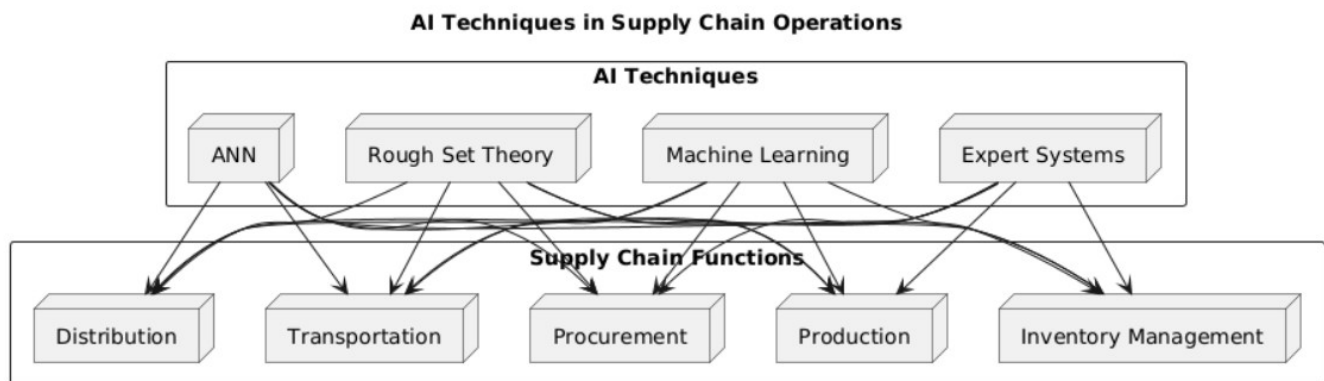 AI Techniques in Supply Chain Operations
AI Techniques
ANN
Rough Set Theory
Machine Learning
Expert Systems
Supply Chain Functions
Distribution
Transportation
Procurement
Production
Inventory Management